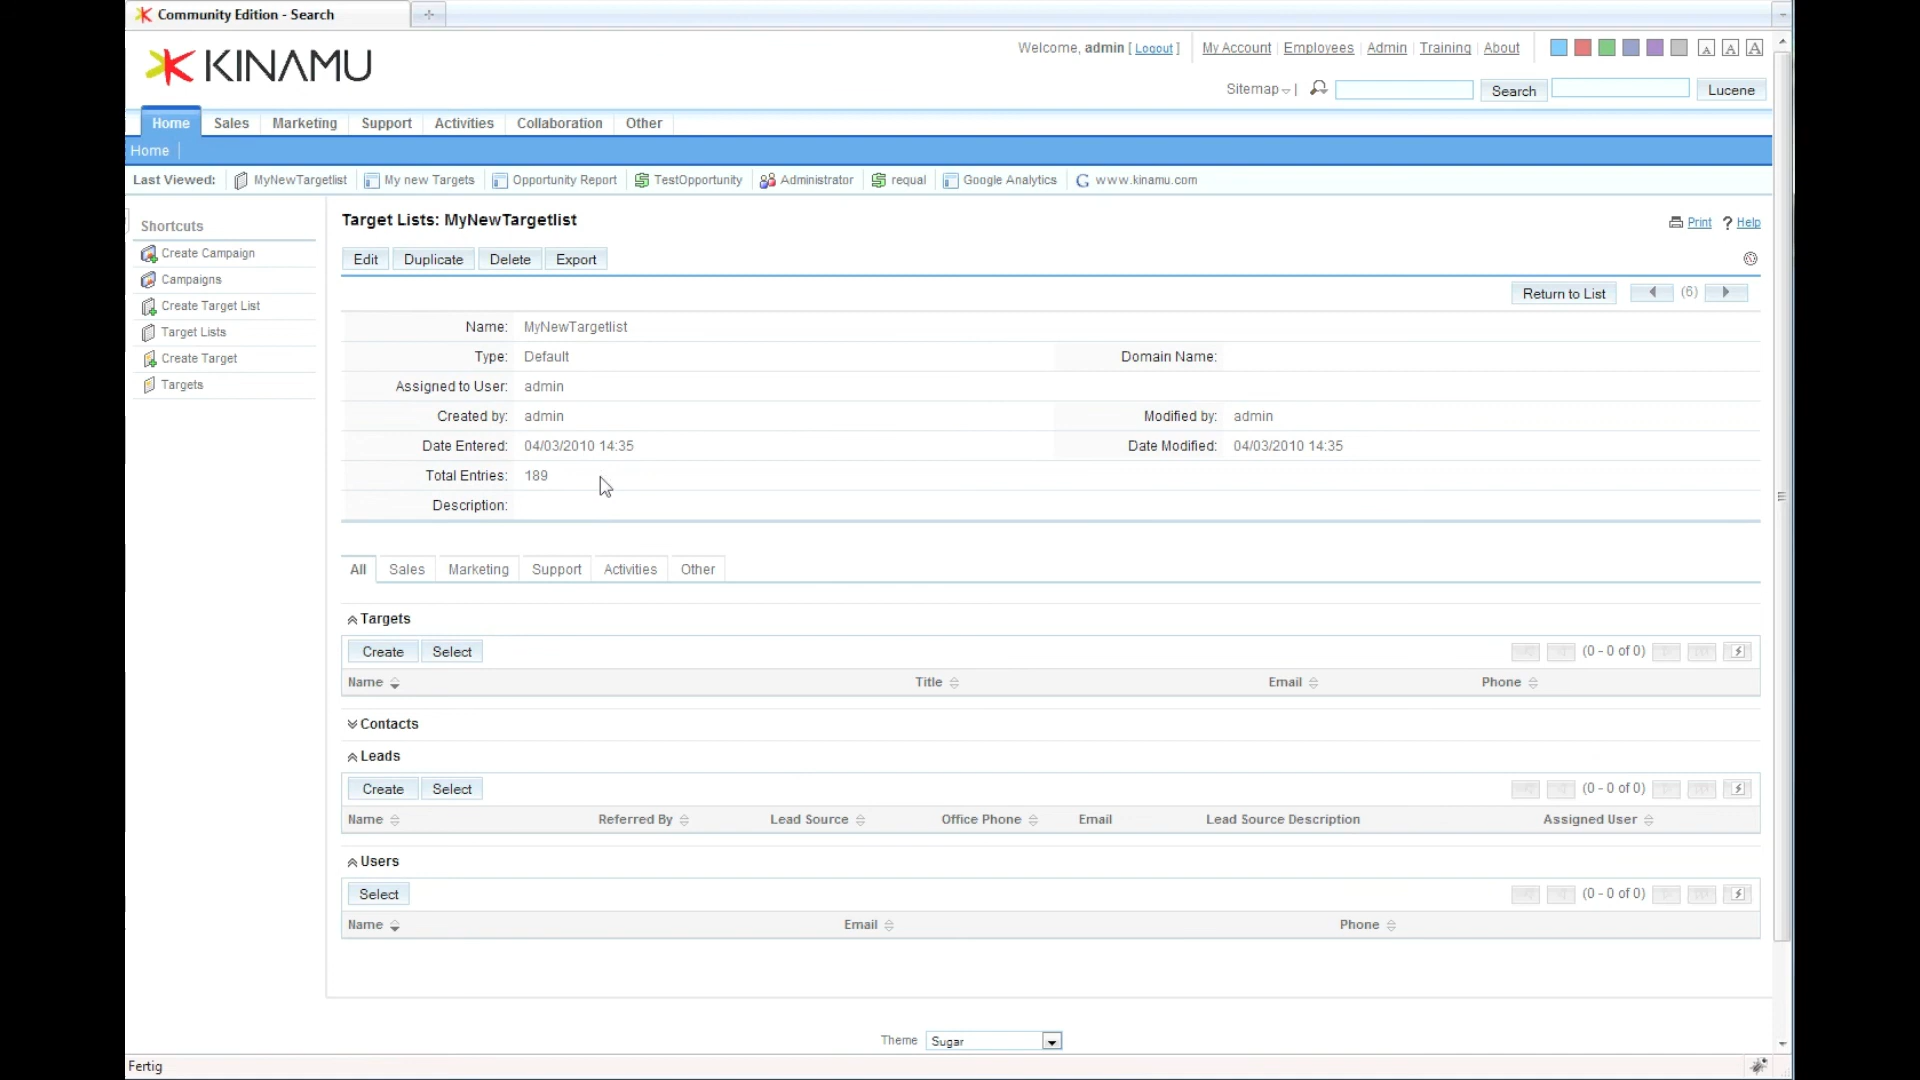 Community Edition - Search
KINAMU
Welcome, admin [ Logout ] My Account Employees Admin Training About A A A
Sitemap | Search Lucene
Home Sales Marketing Support Activities Collaboration Other
Home
Last Viewed: MyNewTargetlist My new Targets Opportunity Report TestOpportunity Administrator requal Google Analytics www.kinamu.com
Shortcuts
Create Campaign
Campaigns
Create Target List
Target Lists
Create Target
Targets
Target Lists: MyNewTargetlist
Print ? Help
Edit Duplicate Delete Export
Return to List (6)
Name: MyNewTargetlist
Type: Default Domain Name:
Assigned to User: admin
Created by: admin Modified by: admin
Date Entered: 04/03/2010 14:35 Date Modified: 04/03/2010 14:35
Total Entries: 189
Description:
All Sales Marketing Support Activities Other
Targets
Create Select (0 - 0 of 0)
Name Title Email Phone
Contacts
Leads
Create Select (0 - 0 of 0)
Name Referred By Lead Source Office Phone Email Lead Source Description Assigned User
Users
Select (0 - 0 of 0)
Name Email Phone
Theme Sugar
Fertig